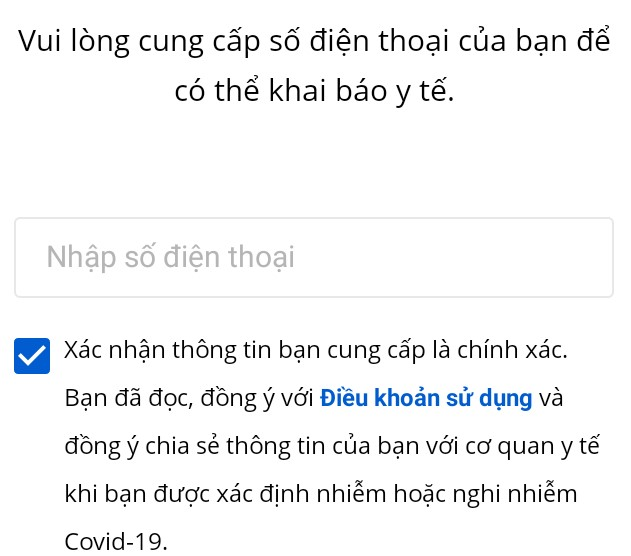 Vui lòng cung cấp số điện thoại của bạn để
có thể khai báo y tế.
Nhập số điện thoại
Xác nhận thông tin bạn cung cấp là chính xác.
Bạn đã đọc, đồng ý với Điều khoản sử dụng và
đồng ý chia sẻ thông tin của bạn với cơ quan y tế
khi bạn được xác định nhiễm hoặc nghi nhiễm
Covid-19.